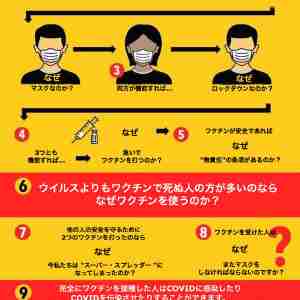 なぜ
マスクなのか?
3
両方が機能すれば...
なぜ
ロックダウンなのか?
4
3つとも
機能すれば...
なぜ
急いで
ワクチンを打つのか?
5
ワクチンが安全であれば
なぜ
"無責任"の条項があるのか?
6
ウイルスよりもワクチンで死ぬ人の方が多いのなら
なぜワクチンを使うのか?
7
他の人の安全を守るために
2つのワクチンを打ったのなら
なぜ
今私たちは "スーパー・スプレッダー "に
なってしまったのか?
8
ワクチンを受けた人は
なぜ
またマスクを
しなければならないのですか?
?
9
完全にワクチンを接種した人はCOVIDに感染したり
COVIDを伝染させたりすることができます。